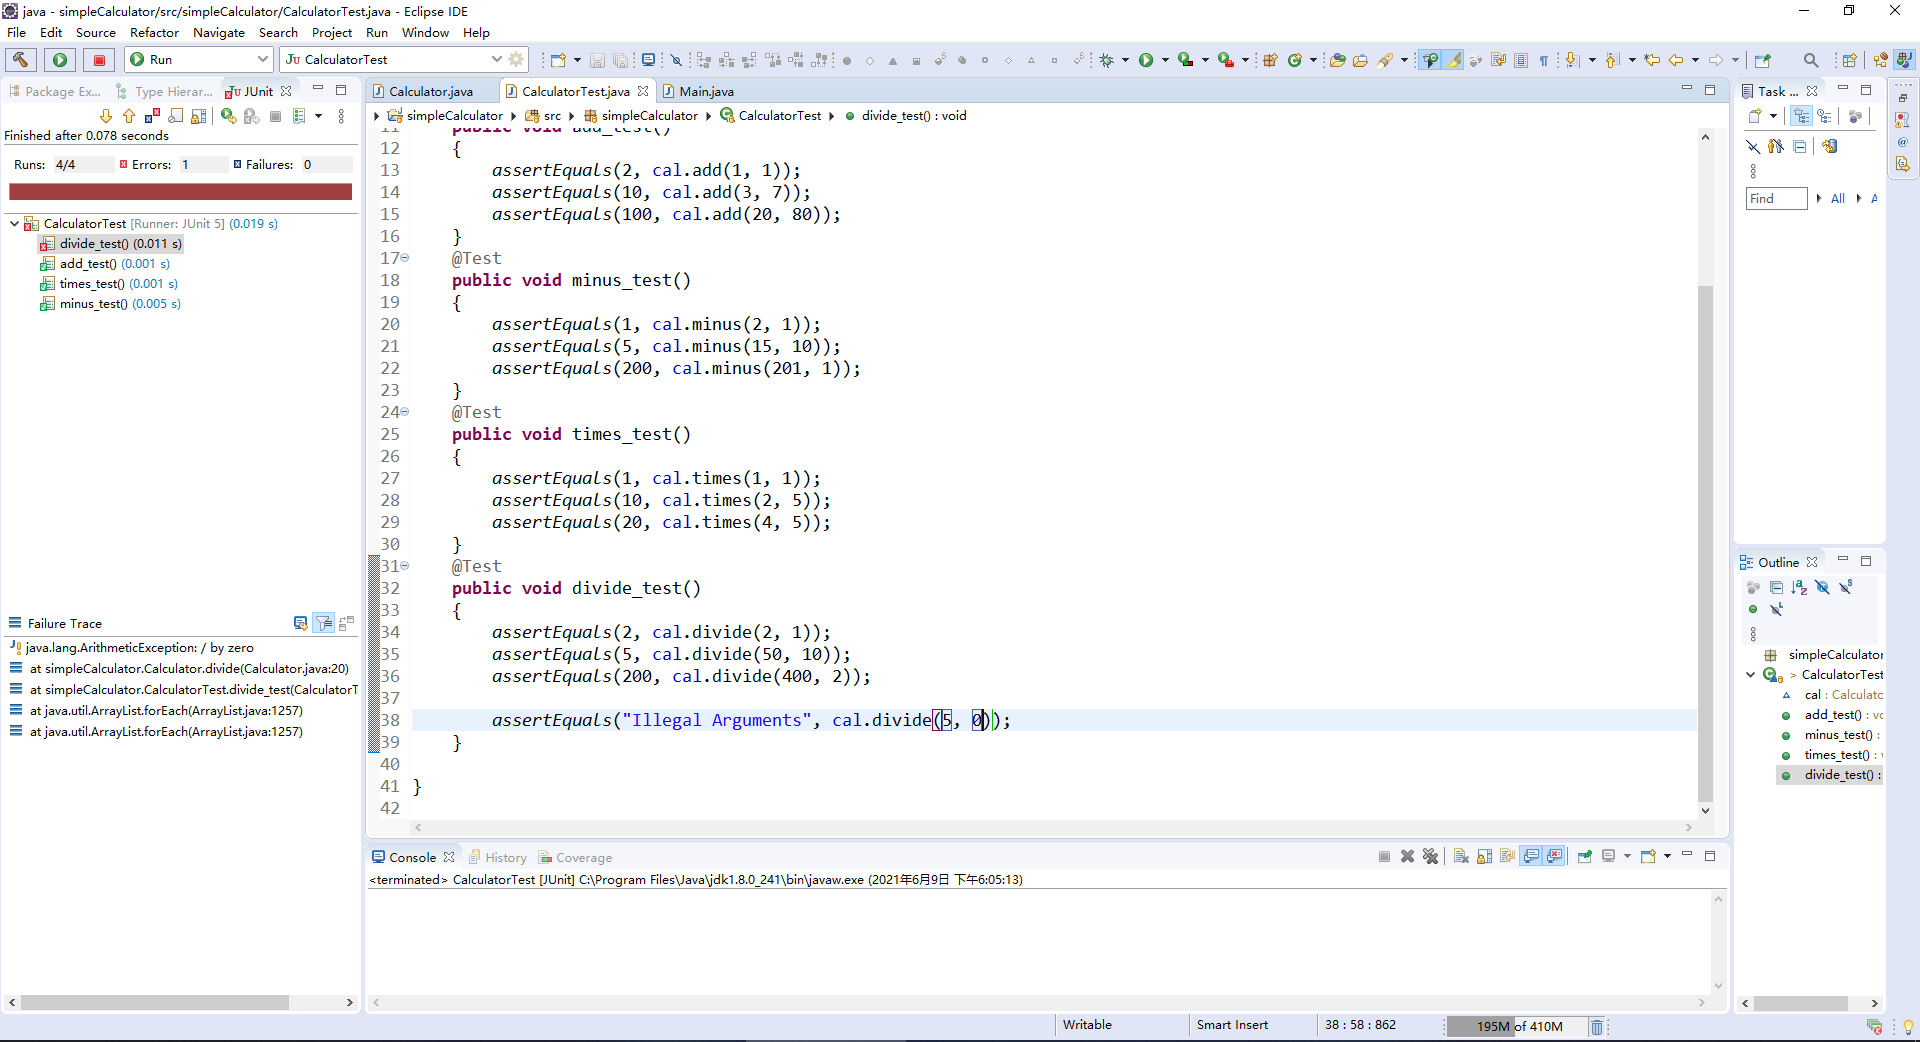 java - simpleCalculator/src/simpleCalculator/CalculatorTest.java - Eclipse IDE
File Edit Source Refactor Navigate Search Project Run Window Help
Run
JU CalculatorTest
Package Ex... Type Hierar... JUnit
Finished after 0.078 seconds
Runs: 4/4 Errors: 1 Failures: 0
CalculatorTest [Runner: JUnit 5] (0.019 s)
divide_test() (0.011 s)
add_test() (0.001 s)
times_test() (0.001 s)
minus_test() (0.005 s)
Failure Trace
java.lang.ArithmeticException: / by zero
at simpleCalculator.Calculator.divide(Calculator.java:20)
at simpleCalculator.CalculatorTest.divide_test(CalculatorT
at java.util.ArrayList.forEach(ArrayList.java:1257)
at java.util.ArrayList.forEach(ArrayList.java:1257)
Calculator.java CalculatorTest.java Main.java
simpleCalculator src simpleCalculator CalculatorTest divide_test() : void
11 public void add_test()
12 {
13 assertEquals(2, cal.add(1, 1));
14 assertEquals(10, cal.add(3, 7));
15 assertEquals(100, cal.add(20, 80));
16 }
17 @Test
18 public void minus_test()
19 {
20 assertEquals(1, cal.minus(2, 1));
21 assertEquals(5, cal.minus(15, 10));
22 assertEquals(200, cal.minus(201, 1));
23 }
24 @Test
25 public void times_test()
26 {
27 assertEquals(1, cal.times(1, 1));
28 assertEquals(10, cal.times(2, 5));
29 assertEquals(20, cal.times(4, 5));
30 }
31 @Test
32 public void divide_test()
33 {
34 assertEquals(2, cal.divide(2, 1));
35 assertEquals(5, cal.divide(50, 10));
36 assertEquals(200, cal.divide(400, 2));
37
38 assertEquals("Illegal Arguments", cal.divide(5, 0));
39 }
40
41 }
42
Console History Coverage
<terminated> CalculatorTest [JUnit] C:\Program Files\Java\jdk1.8.0_241\bin\javaw.exe (2021年6月9日 下午6:05:13)
Task ...
Find All A
Outline
simpleCalculator
> CalculatorTest
cal : Calculatc
add_test() : vc
minus_test() :
times_test() :
divide_test() :
Writable Smart Insert 38 : 58 : 862 195M of 410M